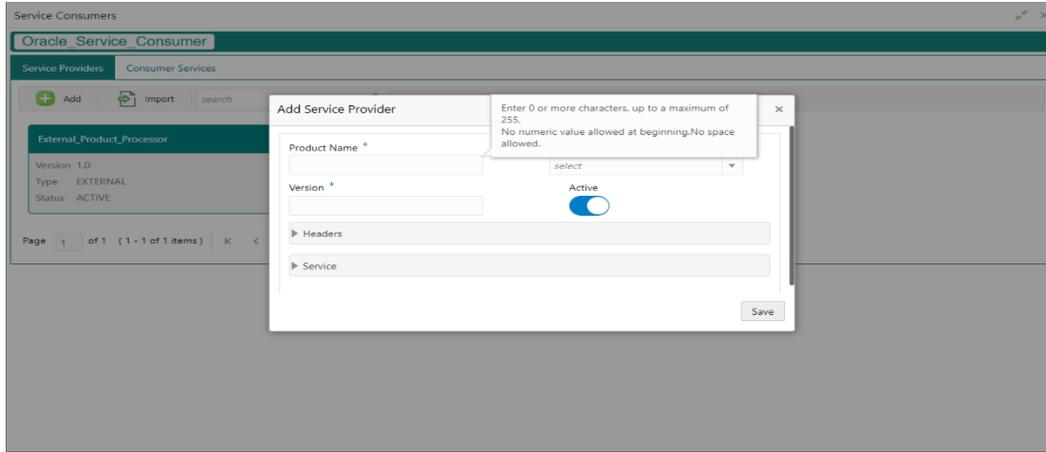 Service Consumers
Oracle_Service_Consumer
Service Providers Consumer Services
Add Import search
External_Product_Processor
Version 1.0
Type EXTERNAL
Status ACTIVE
Page 1 of 1 ( 1 - 1 of 1 items )
Add Service Provider
Enter 0 or more characters, up to a maximum of
255.
No numeric value allowed at beginning.No space
allowed.
Product Name *
select
Version * Active
Headers
Service
Save